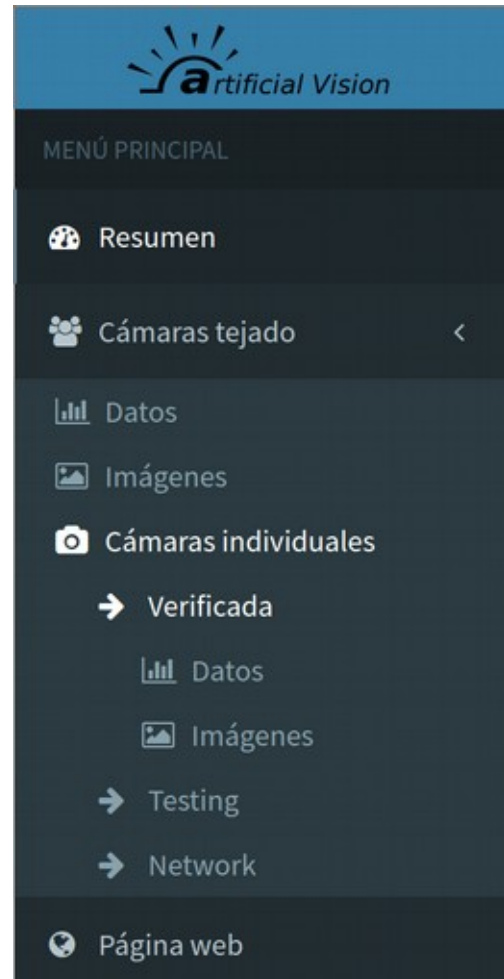 artificial Vision
MENÚ PRINCIPAL
Resumen
Cámaras tejado
Datos
Imágenes
Cámaras individuales
Verificada
Datos
Imágenes
Testing
Network
Página web